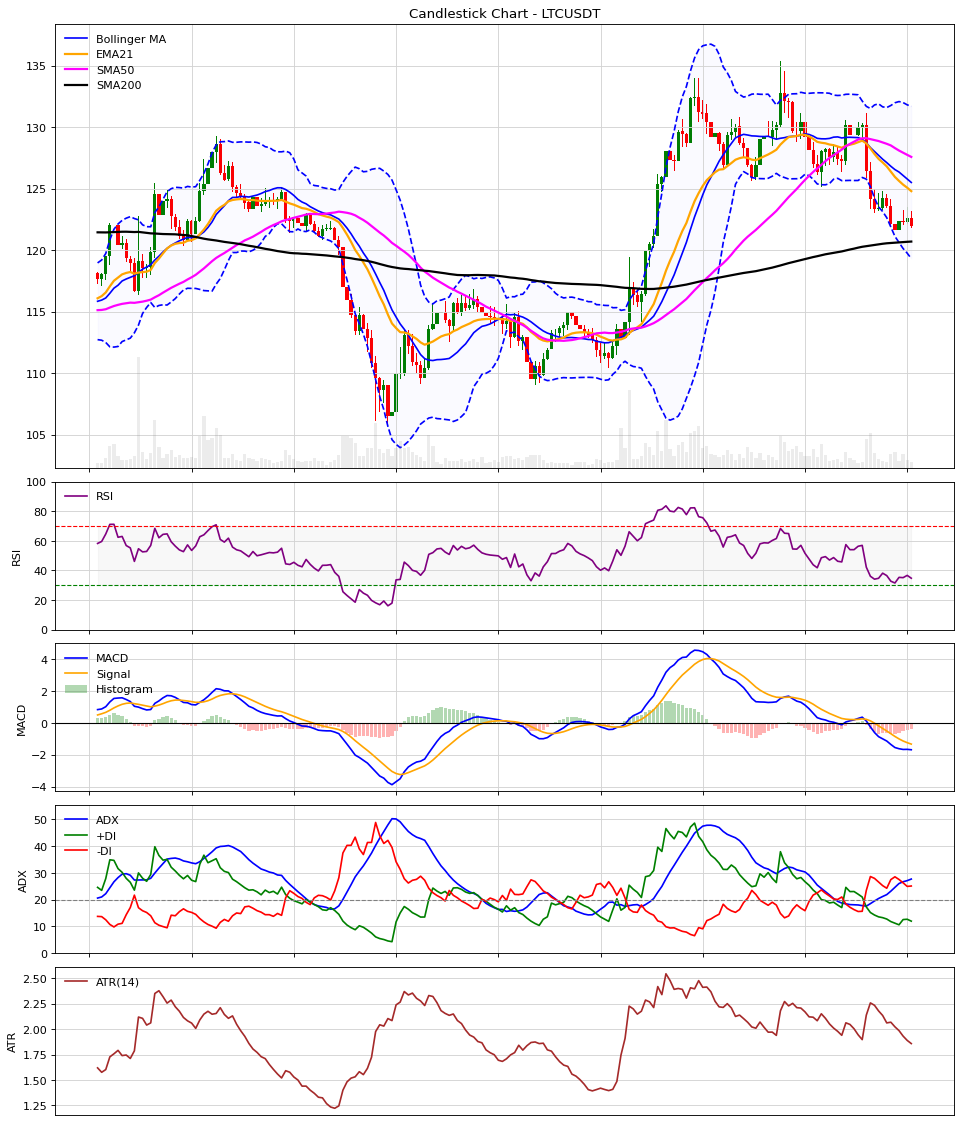 Candlestick Chart - LTCUSDT
Bollinger MA
EMA21
SMA50
SMA200
135
130
125
120
115
110
105
RSI
100
80
60
40
20
0
RSI
MACD
Signal
Histogram
4
2
0
−2
−4
MACD
ADX
+DI
-DI
50
40
30
20
10
0
ADX
ATR(14)
2.50
2.25
2.00
1.75
1.50
1.25
ATR